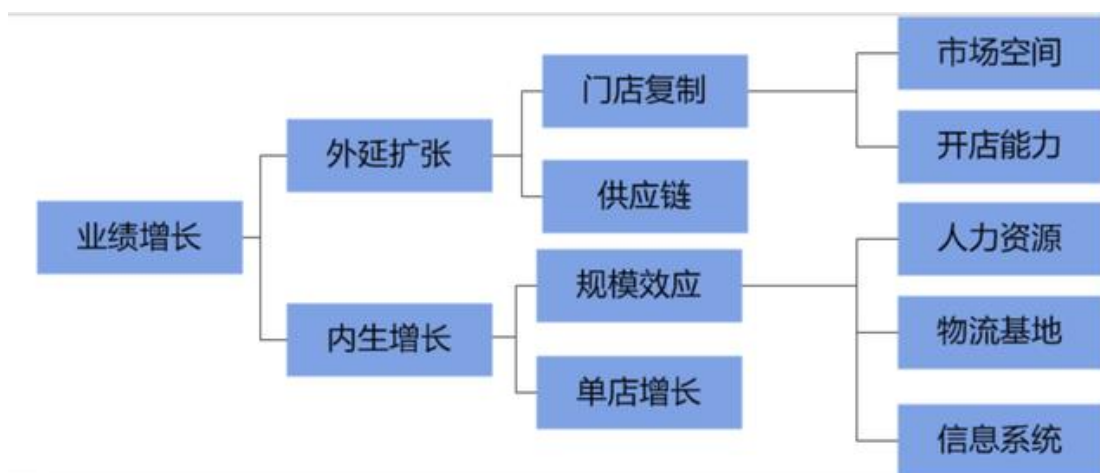 业绩增长
外延扩张
门店复制
市场空间
开店能力
供应链
内生增长
规模效应
人力资源
物流基地
信息系统
单店增长